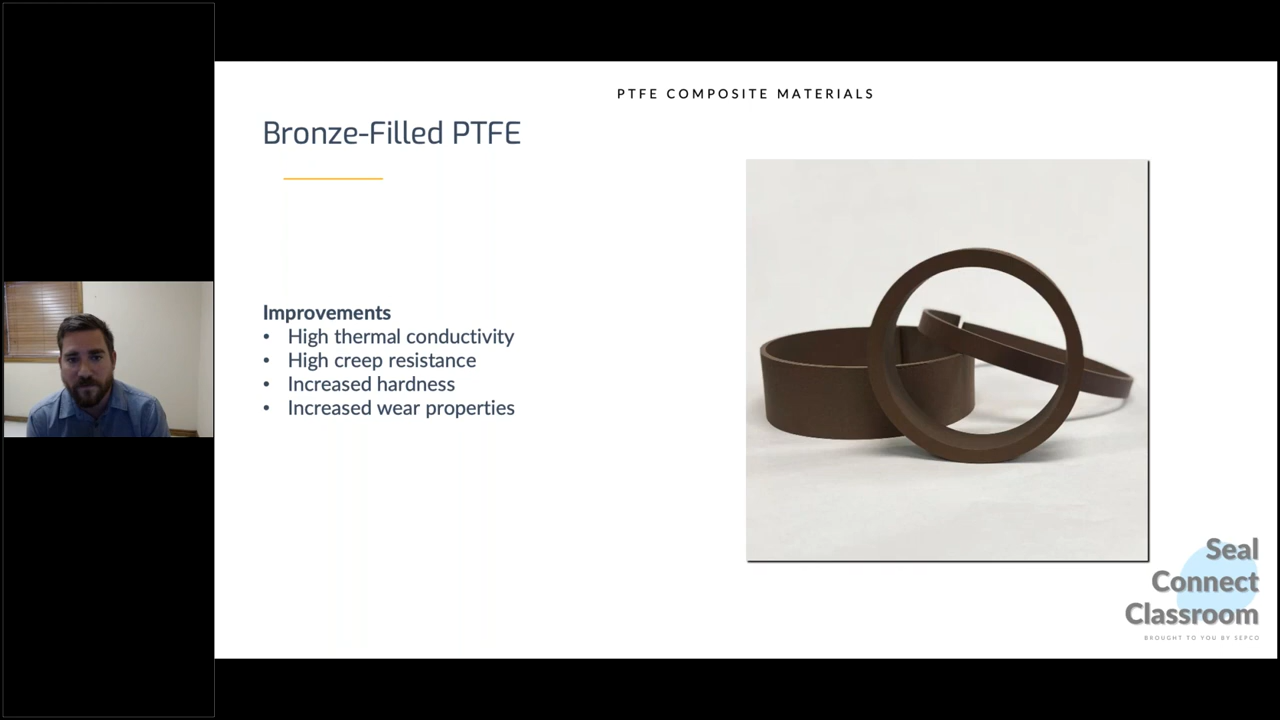 PTFE COMPOSITE MATERIALS
Bronze-Filled PTFE
Improvements
• High thermal conductivity
• High creep resistance
• Increased hardness
• Increased wear properties
Seal
Connect
Classroom
BROUGHT TO YOU BY SEPCO